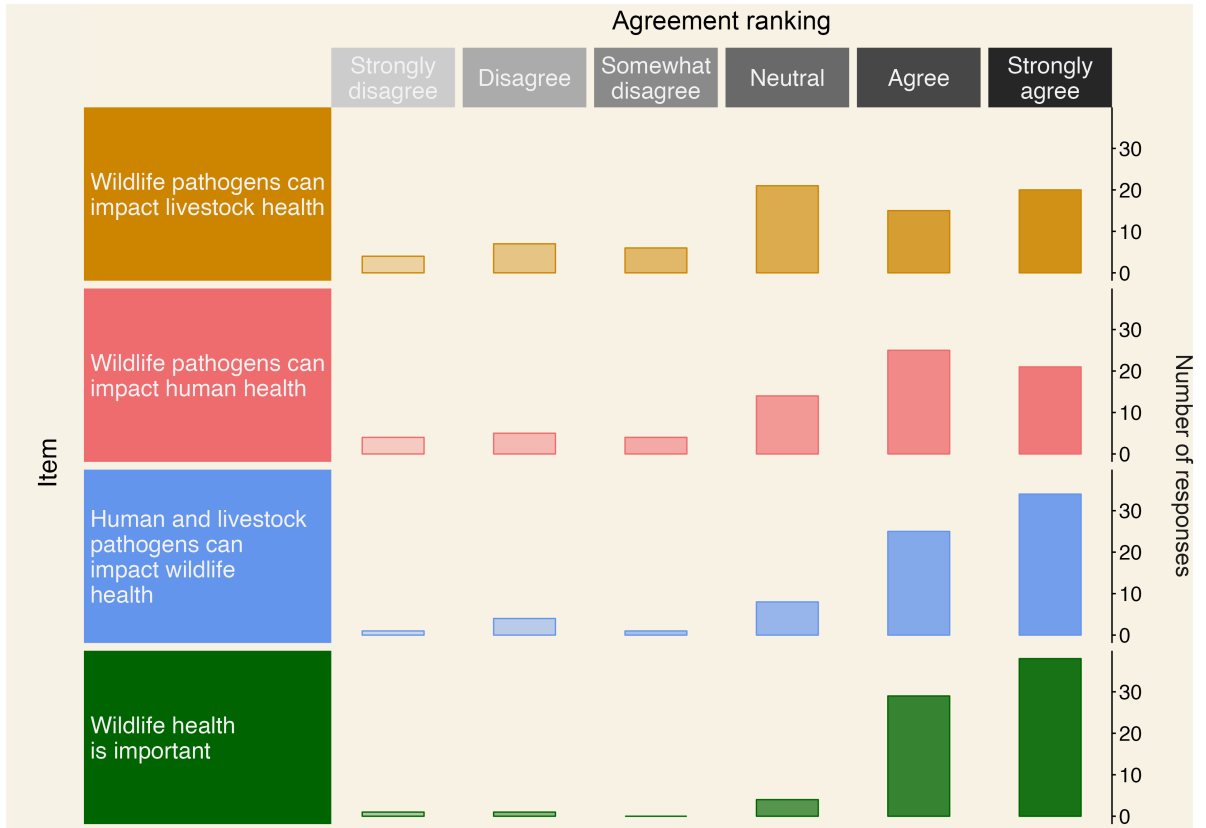 Agreement ranking
Strongly
disagree
Disagree
Somewhat
disagree
Neutral
Agree
Strongly
agree
Wildlife pathogens can
impact livestock health
30
20
10
0
Wildlife pathogens can
impact human health
30
20
10
0
Human and livestock
pathogens can
impact wildlife
health
30
20
10
0
Wildlife health
is important
30
20
10
0
Item
Number of responses